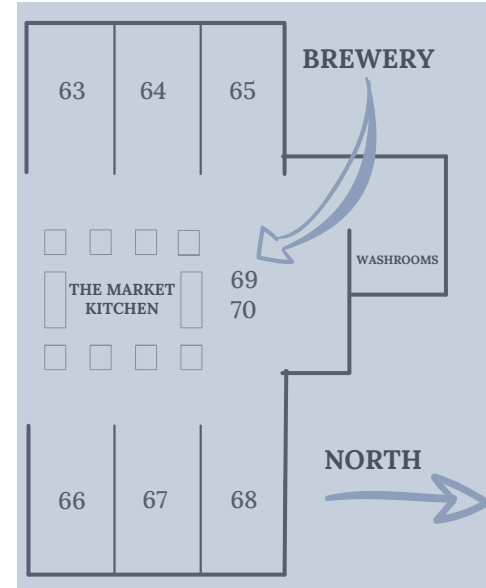 BREWERY
63 64 65
WASHROOMS
THE MARKET
KITCHEN
69
70
NORTH
66 67 68